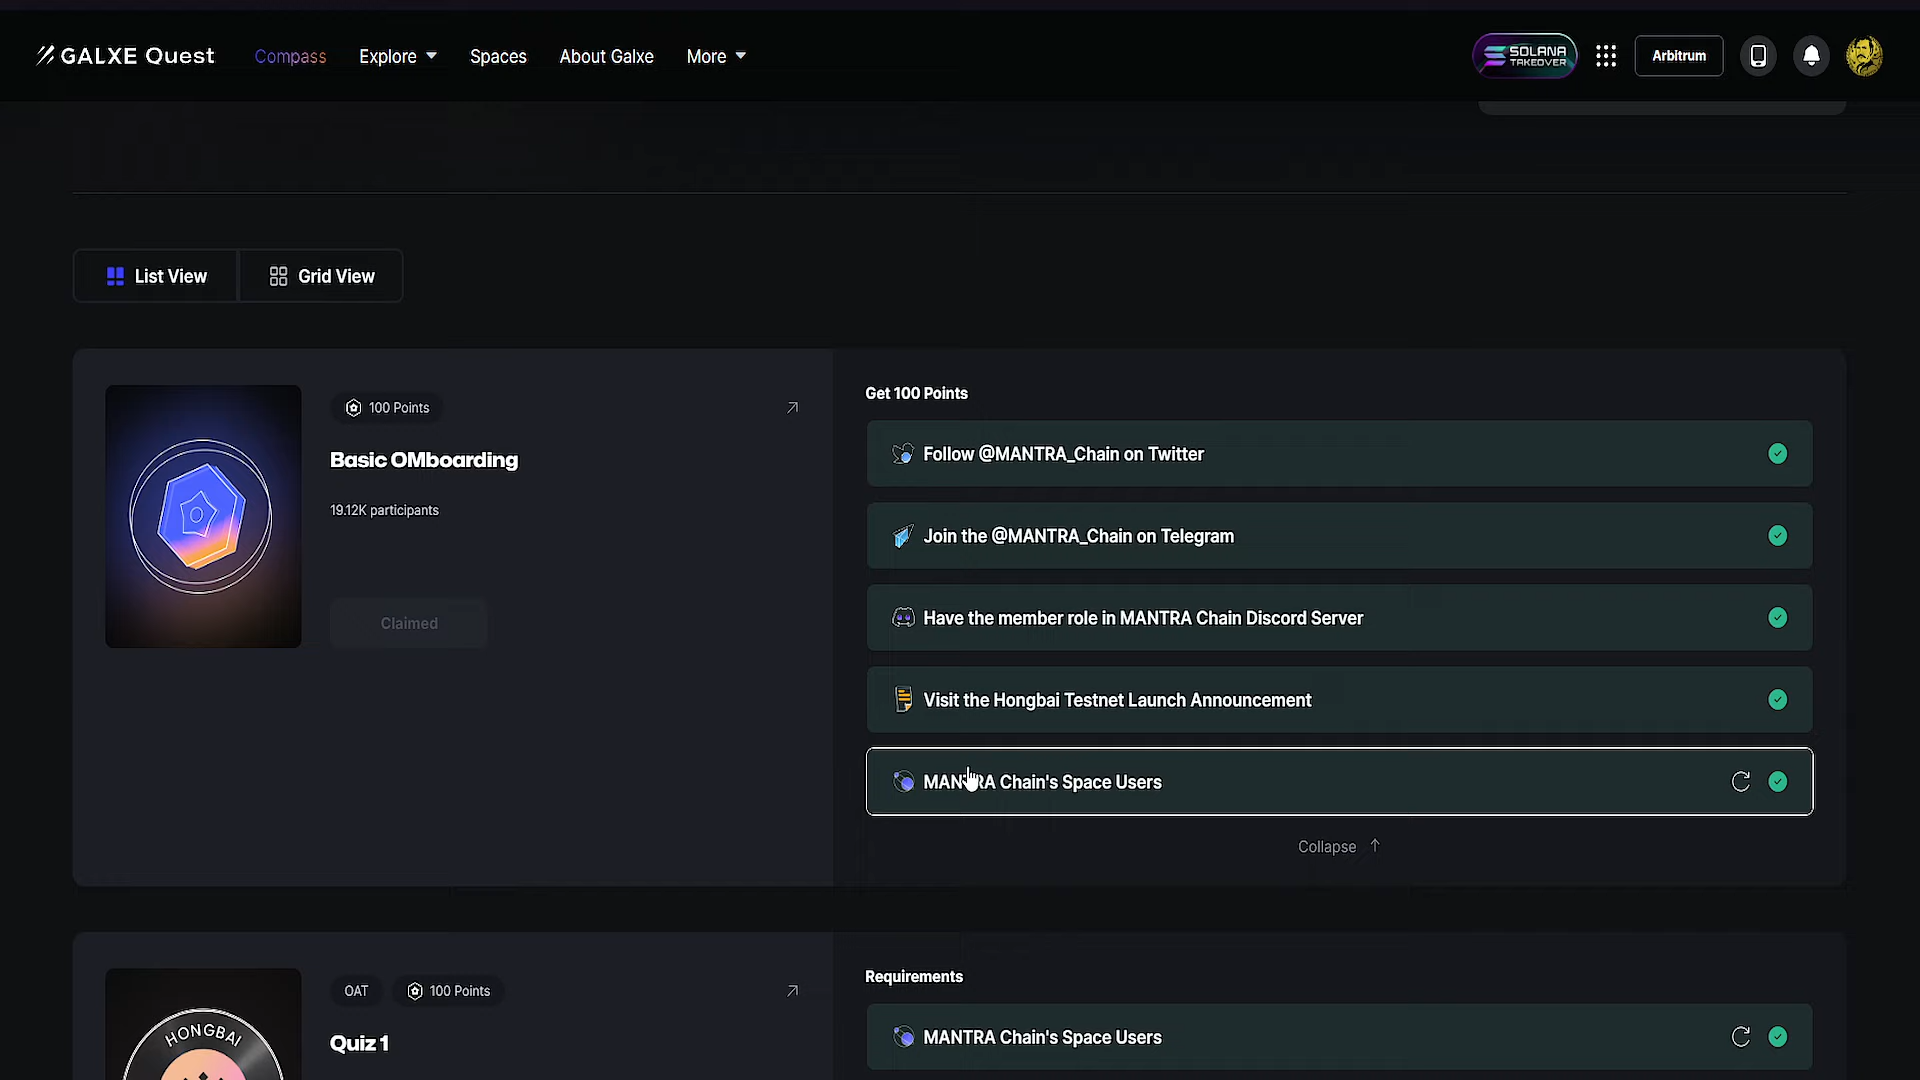 GALXE Quest
Compass
Explore
Spaces
About Galxe
More
SOLANA
TAKEOVER
Arbitrum
List View
Grid View
100 Points
Basic OMboarding
19.12K participants
Claimed
Get 100 Points
Follow @MANTRA_Chain on Twitter
Join the @MANTRA_Chain on Telegram
Have the member role in MANTRA Chain Discord Server
Visit the Hongbai Testnet Launch Announcement
MANTRA Chain's Space Users
Collapse
HONGBAI
OAT
100 Points
Quiz 1
Requirements
MANTRA Chain's Space Users